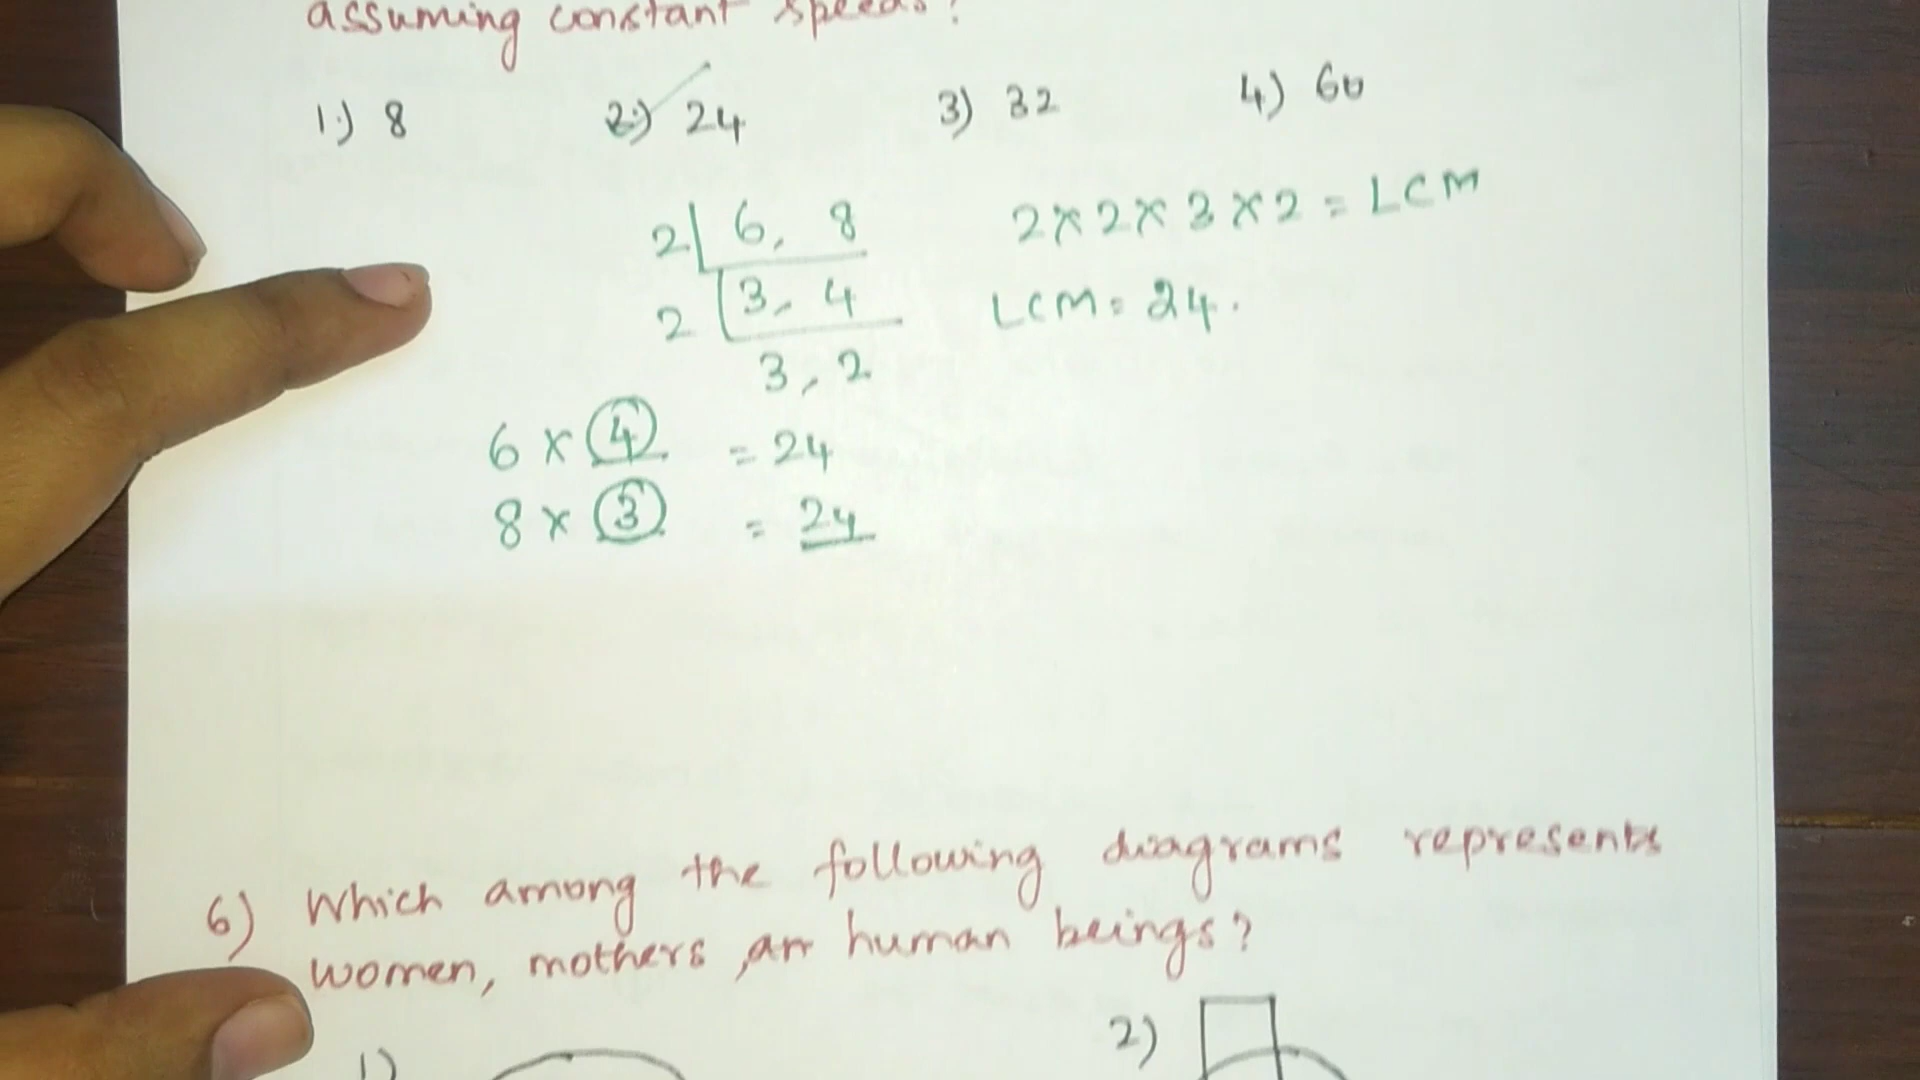 assuming constant speeds?
1.) 8 2.) 24 3) 32 4) 60
2 | 6, 8 2 x 2 x 3 x 2 = LCM
2 | 3, 4 LCM = 24.
3, 2
6 x 4 = 24
8 x 3 = 24
6) Which among the following diagrams represents
women, mothers, an human beings?
1) 2)